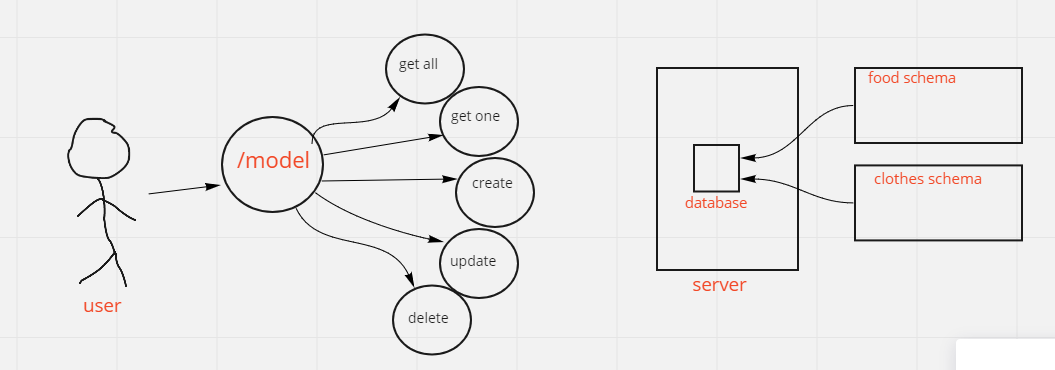 get all
get one
/model
create
update
delete
user
food schema
clothes schema
database
server